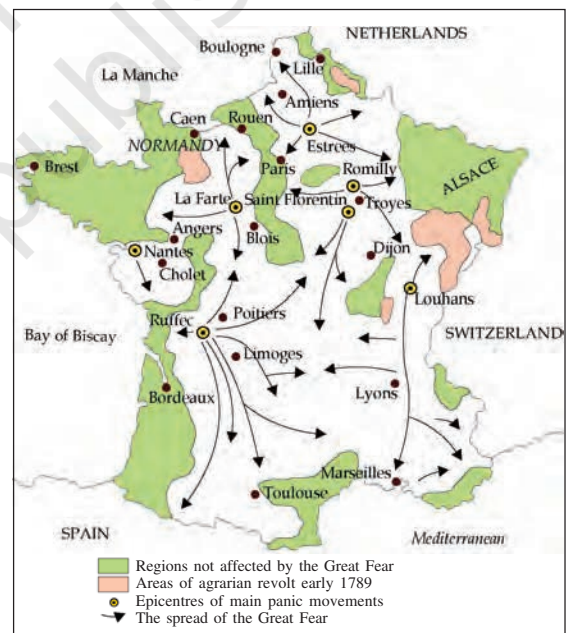 publis
NETHERLANDS
Boulogne
Lille
La Manche
Amiens
Caen
Rouen
Estrees
NORMANDY
Paris
Romilly
Brest
ALSACE
La Farte
Saint Florentin
Troyes
Angers
Blois
Dijon
Nantes
Cholet
Louhans
Ruffec
Poitiers
Bay of Biscay
SWITZERLAND
Limoges
Lyons
Bordeaux
Marseilles
Toulouse
SPAIN
Mediterranean
Regions not affected by the Great Fear
Areas of agrarian revolt early 1789
Epicentres of main panic movements
The spread of the Great Fear